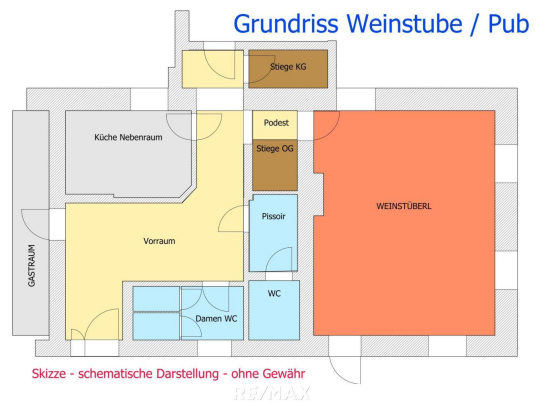 Grundriss Weinstube / Pub
Stiege KG
Podest
Küche Nebenraum
Stiege OG
WEINSTÜBERL
Pissoir
Vorraum
GASTRAUM
WC
Damen WC
Skizze - schematische Darstellung - ohne Gewähr
RE/MAX